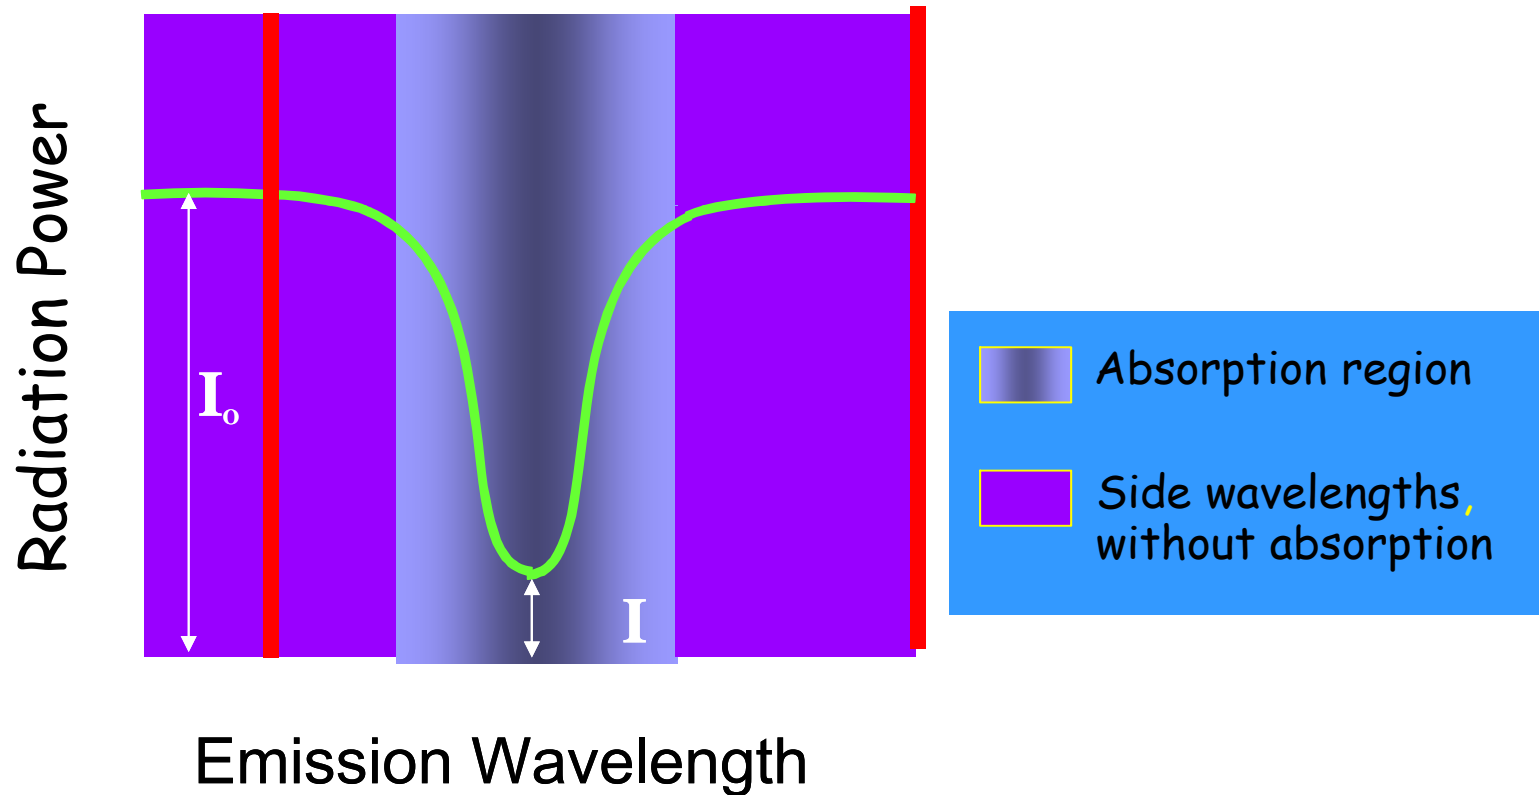 Radiation Power
Io
I
Emission Wavelength
Absorption region
Side wavelengths,
without absorption